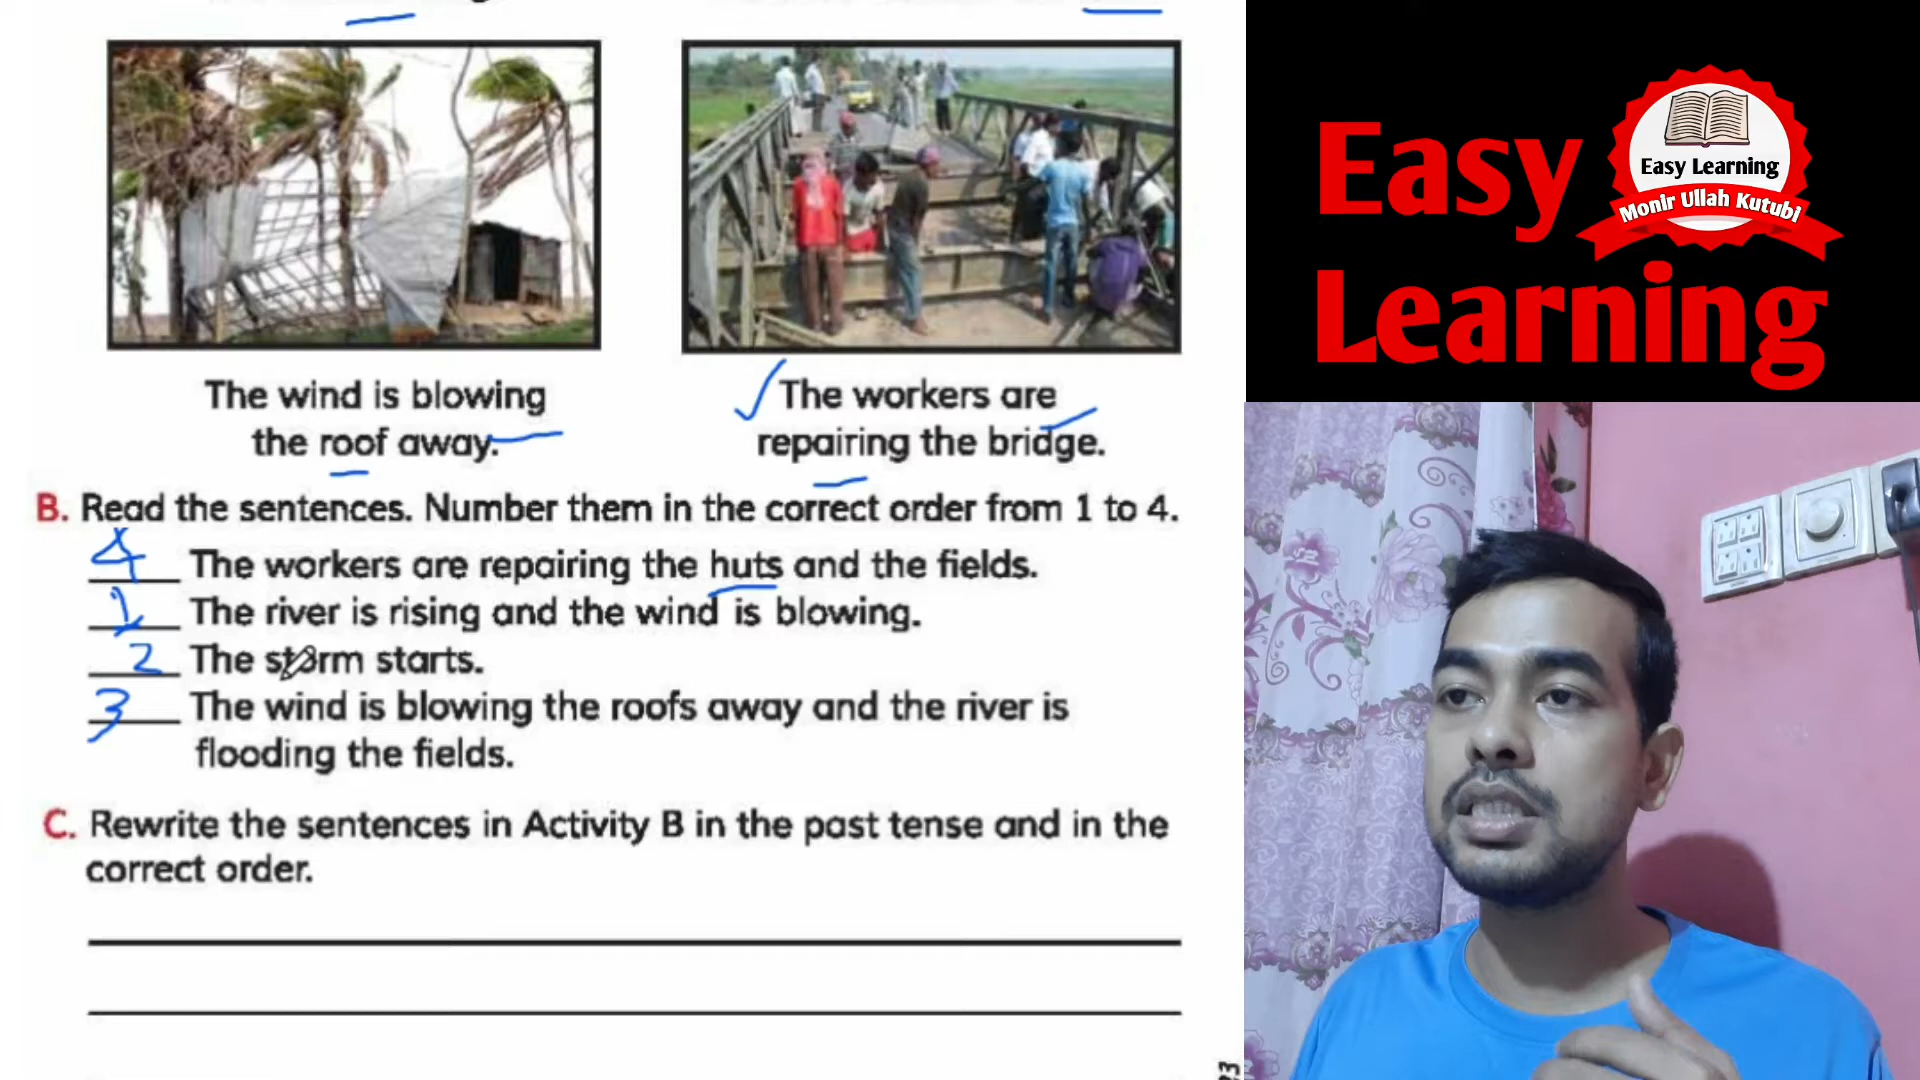 The wind is blowing
the roof away.
The workers are
repairing the bridge.
B. Read the sentences. Number them in the correct order from 1 to 4.
4 The workers are repairing the huts and the fields.
1 The river is rising and the wind is blowing.
2 The storm starts.
3 The wind is blowing the roofs away and the river is
flooding the fields.
C. Rewrite the sentences in Activity B in the past tense and in the
correct order.
Easy
Learning
Easy Learning
Monir Ullah Kutubi